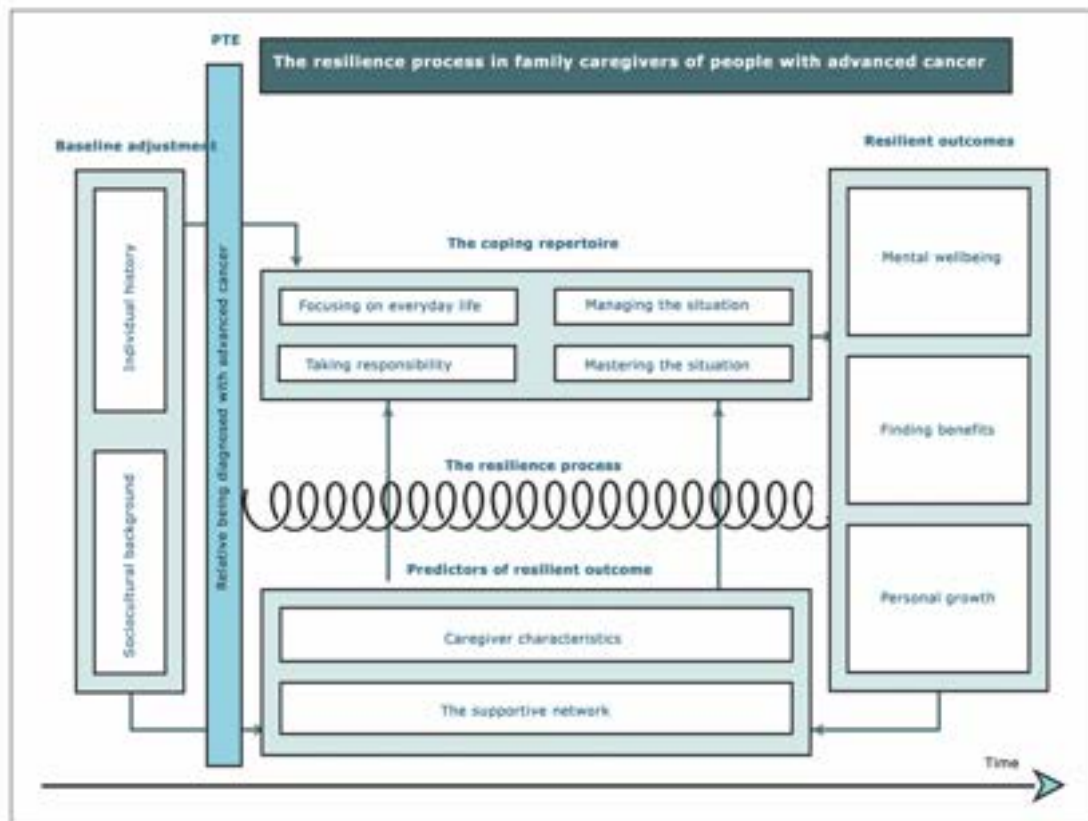 PTE
The resilience process in family caregivers of people with advanced cancer
Baseline adjustment
Resilient outcomes
Individual history
Sociocultural background
Relative being diagnosed with advanced cancer
The coping repertoire
Focusing on everyday life
Managing the situation
Taking responsibility
Mastering the situation
The resilience process
Predictors of resilient outcome
Caregiver characteristics
The supportive network
Mental wellbeing
Finding benefits
Personal growth
Time